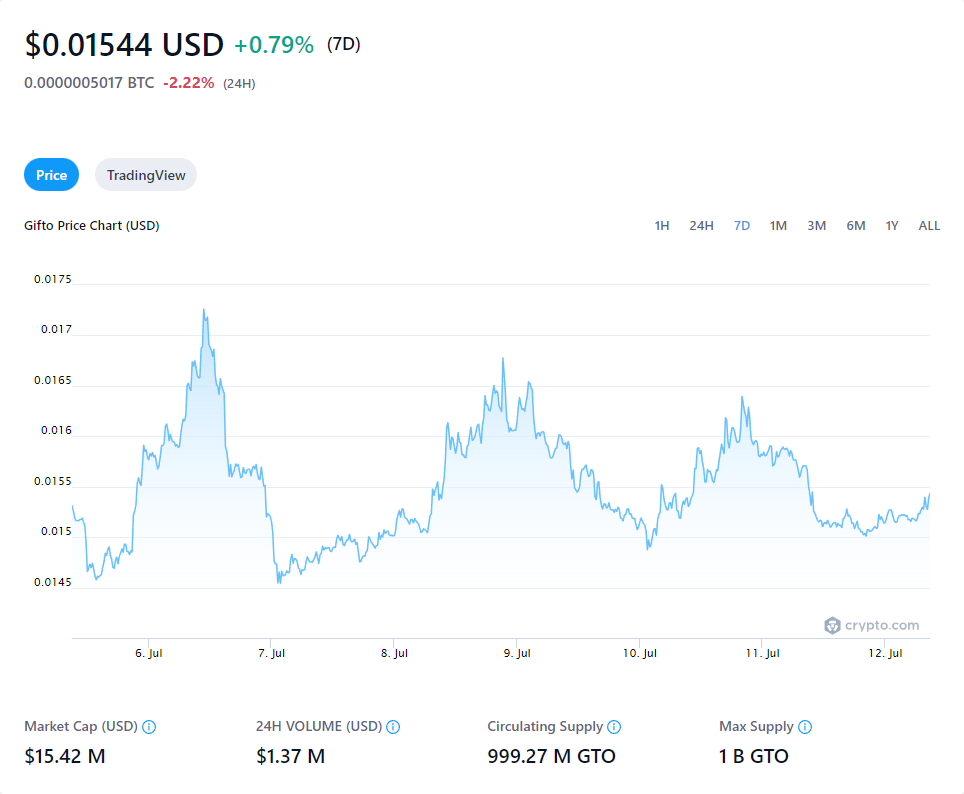 $0.01544 USD +0.79% (7D)
0.0000005017 BTC -2.22% (24H)
Price TradingView
Gifto Price Chart (USD) 1H 24H 7D 1M 3M 6M 1Y ALL
0.0175
0.017
0.0165
0.016
0.0155
0.015
0.0145
crypto.com
6. Jul 7. Jul 8. Jul 9. Jul 10. Jul 11. Jul 12. Jul
Market Cap (USD) 24H VOLUME (USD) Circulating Supply Max Supply
$15.42 M $1.37 M 999.27 M GTO 1 B GTO